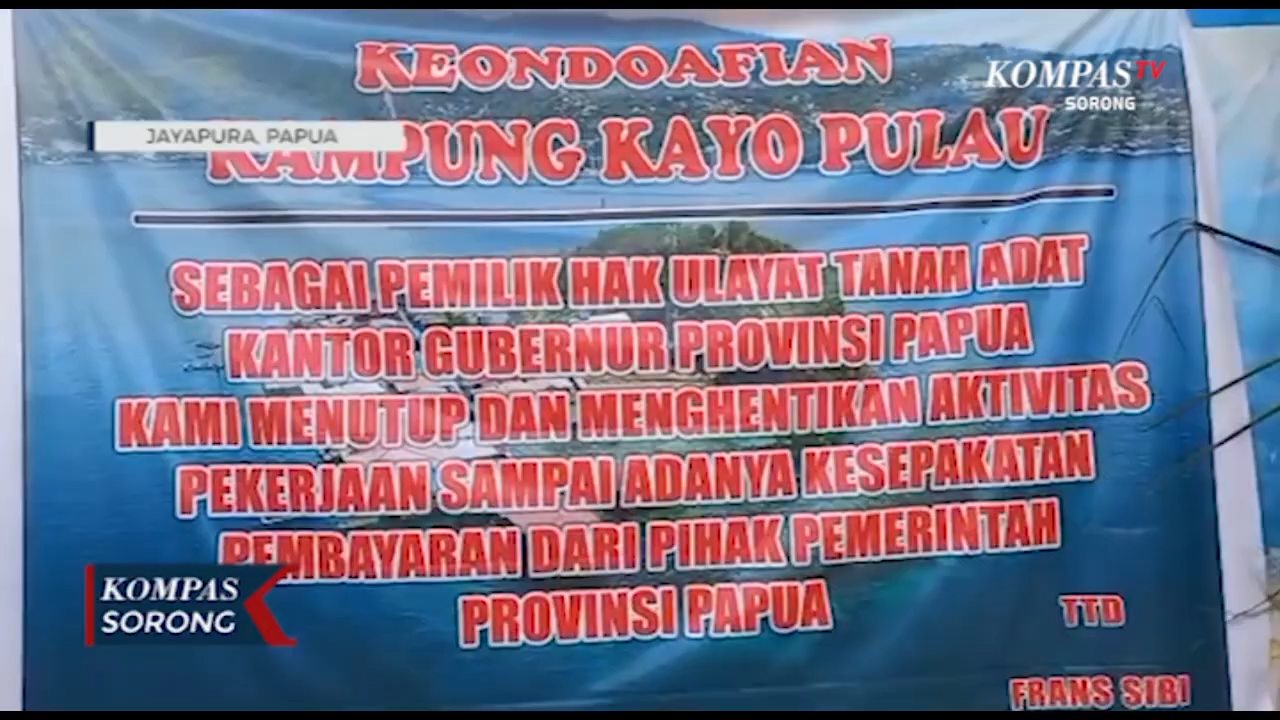 KEONDOAFIAN
KOMPAS TV
SORONG
JAYAPURA, PAPUA
KAMPUNG KAYO PULAU
SEBAGAI PEMILIK HAK ULAYAT TANAH ADAT
KANTOR GUBERNUR PROVINSI PAPUA
KAMI MENUTUP DAN MENGHENTIKAN AKTIVITAS
PEKERJAAN SAMPAI ADANYA KESEPAKATAN
PEMBAYARAN DARI PIHAK PEMERINTAH
PROVINSI PAPUA
KOMPAS
SORONG
TTD
FRANS SIBI